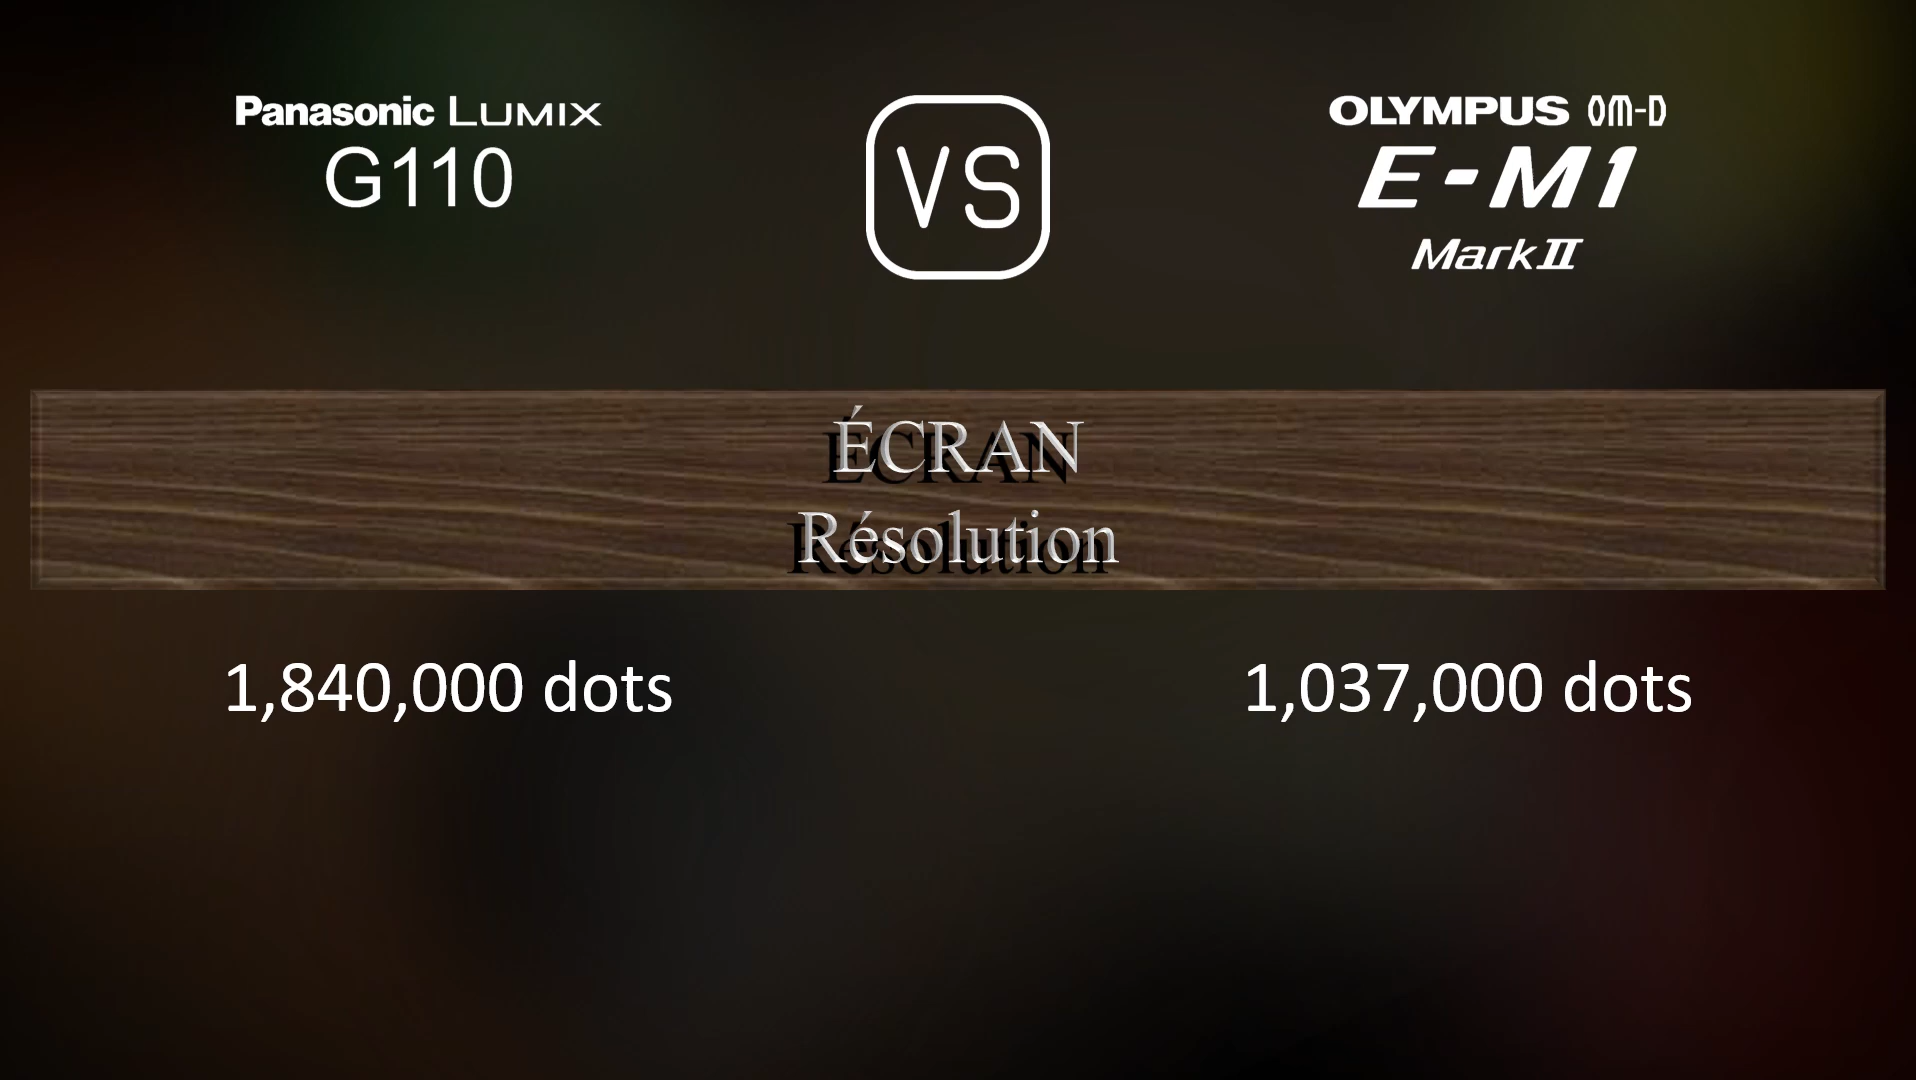 Panasonic LUMIX
G110
VS
OLYMPUS OM-D
E-M1
Mark II
ÉCRAN
Résolution
1,840,000 dots
1,037,000 dots